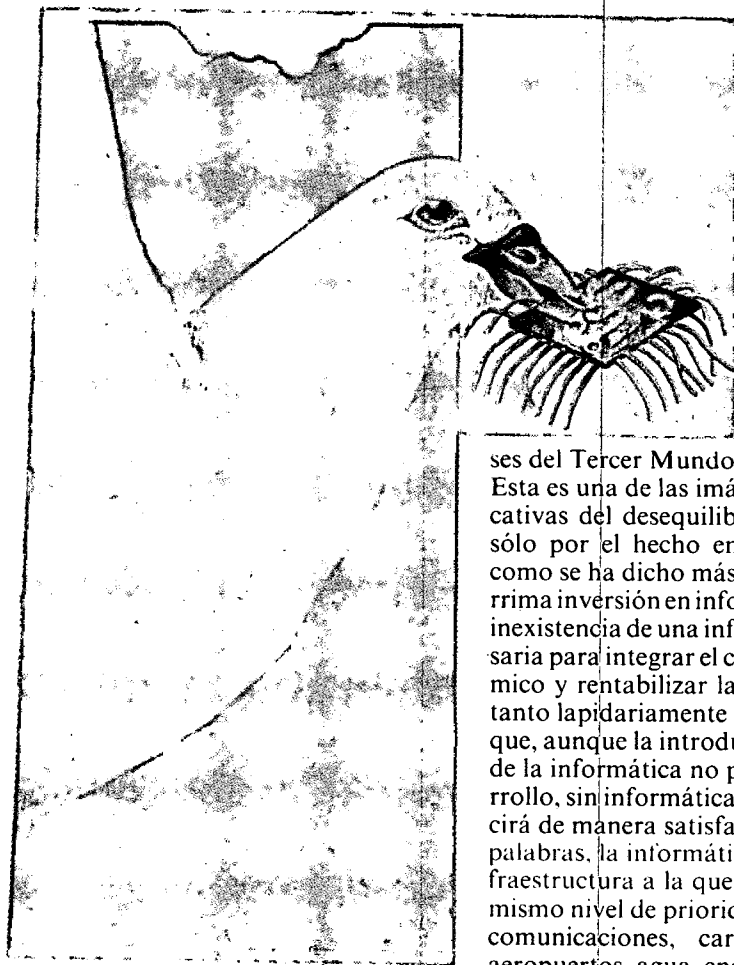 ses del Tercer Mundo
Esta es una de las imá
cativas del desequilib
sólo por el hecho en
como se ha dicho más
rrima inversión en info
inexistencia de una inf
saria para integrar el c
mico y rentabilizar la
tanto lapidariamente
que, aunque la introdu
de la informática no p
rrollo, sin informática
cirá de manera satisfa
palabras, la informáti
fraestructura a la que
mismo nivel de priorid
comunicaciones, car
aeropuertos agua en